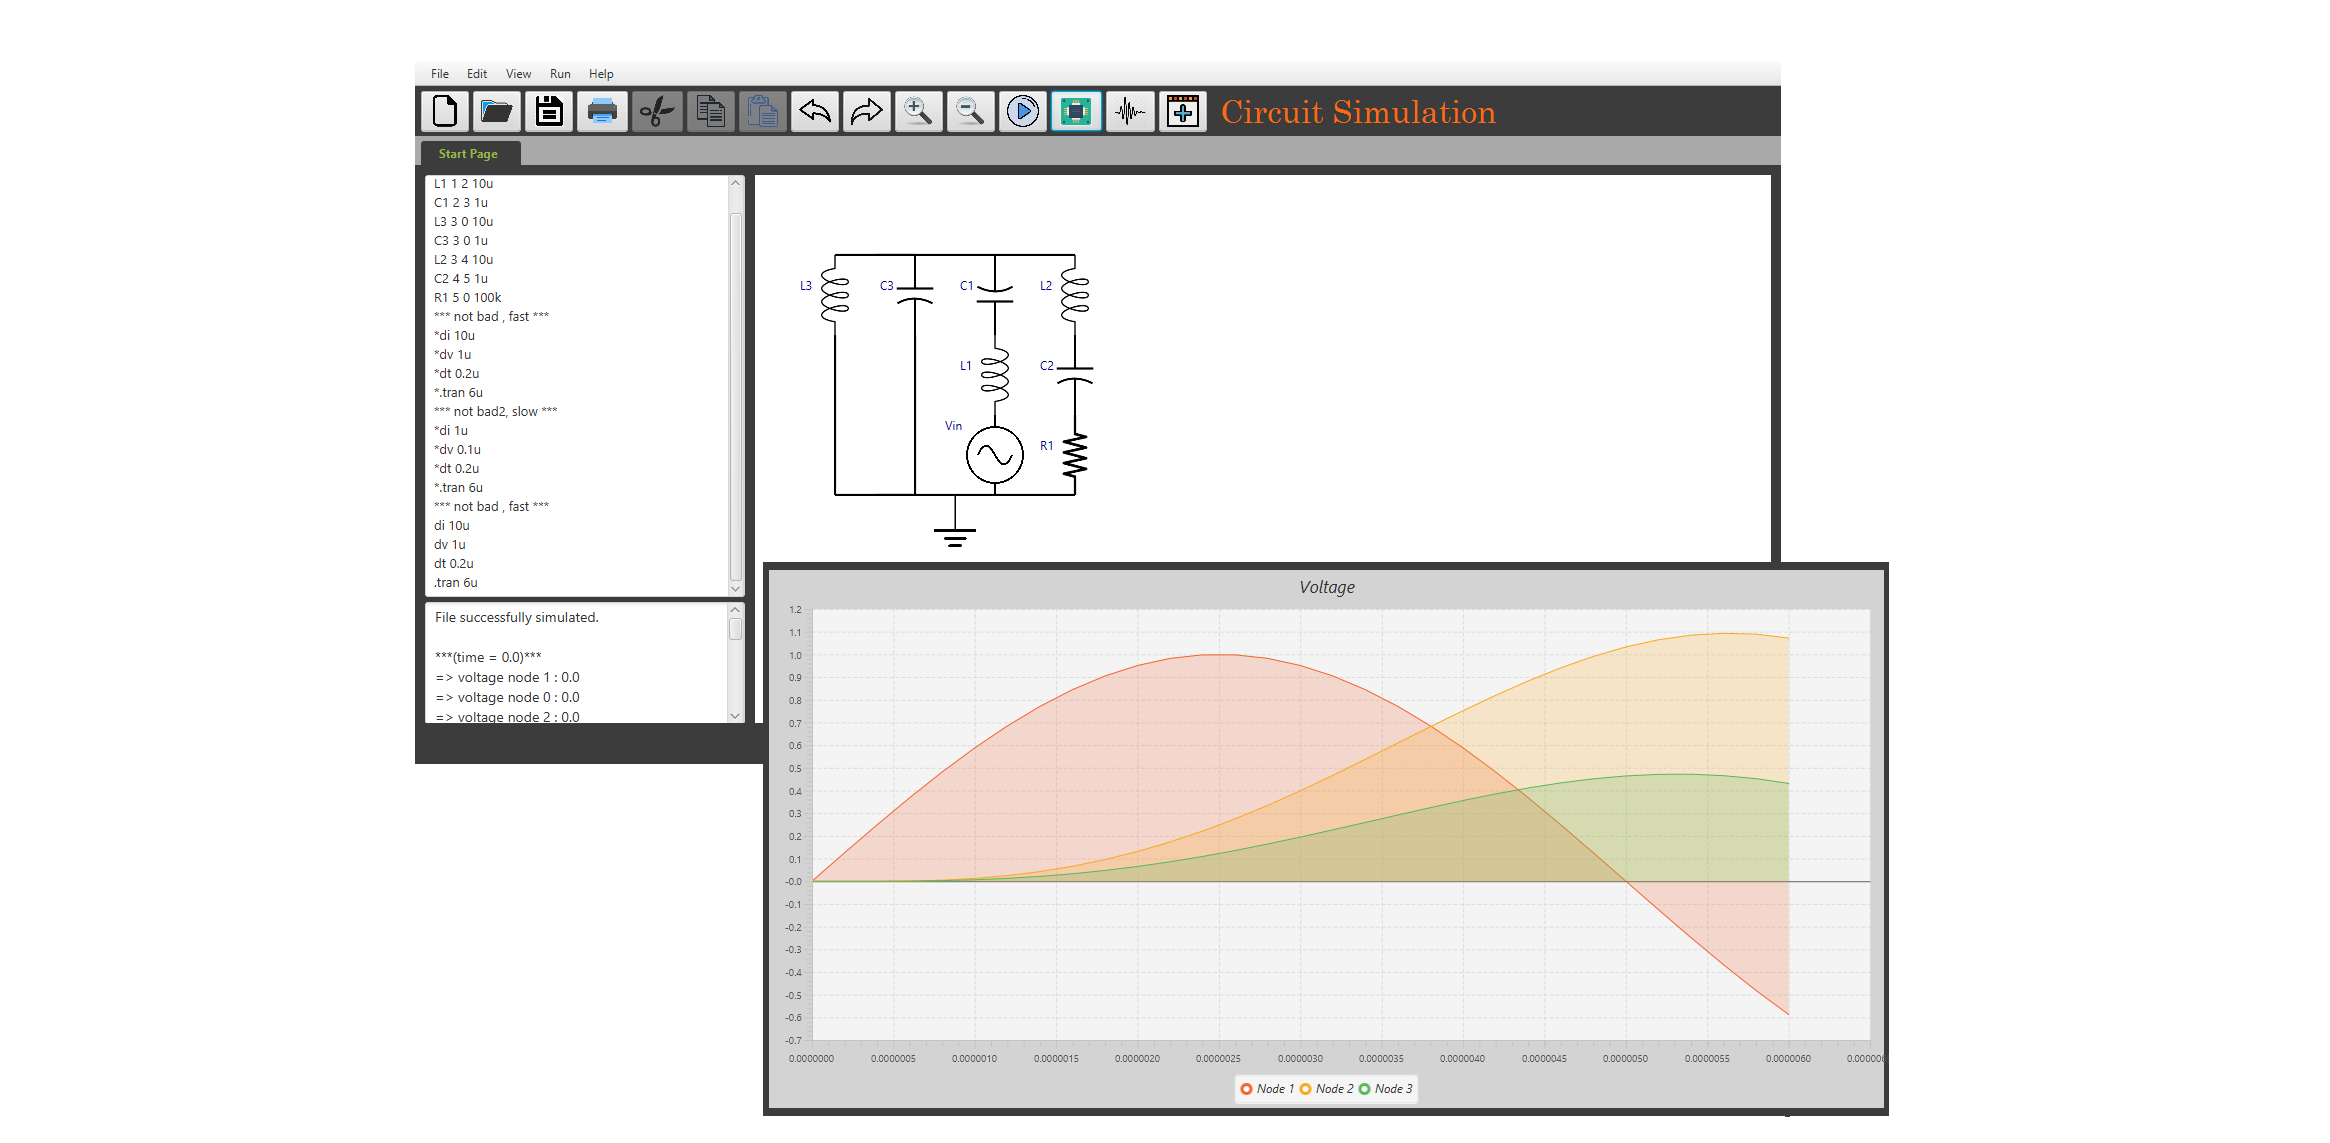 File Edit View Run Help
Circuit Simulation
Start Page
L1 1 2 10u
C1 2 3 1u
L3 3 0 10u
C3 3 0 1u
L2 3 4 10u
C2 4 5 1u
R1 5 0 100k
*** not bad , fast ***
*di 10u
*dv 1u
*dt 0.2u
*.tran 6u
*** not bad2, slow ***
*di 1u
*dv 0.1u
*dt 0.2u
*.tran 6u
*** not bad , fast ***
di 10u
dv 1u
dt 0.2u
.tran 6u
File successfully simulated.
***(time = 0.0)***
=> voltage node 1 : 0.0
=> voltage node 0 : 0.0
=> voltage node 2 : 0.0
L3 C3 C1 L2
L1 C2
Vin
R1
Voltage
1.2
1.1
1.0
0.9
0.8
0.7
0.6
0.5
0.4
0.3
0.2
0.1
-0.0
-0.1
-0.2
-0.3
-0.4
-0.5
-0.6
-0.7
0.0000000 0.0000005 0.0000010 0.0000015 0.0000020 0.0000025 0.0000030 0.0000035 0.0000040 0.0000045 0.0000050 0.0000055 0.0000060
Node 1 Node 2 Node 3